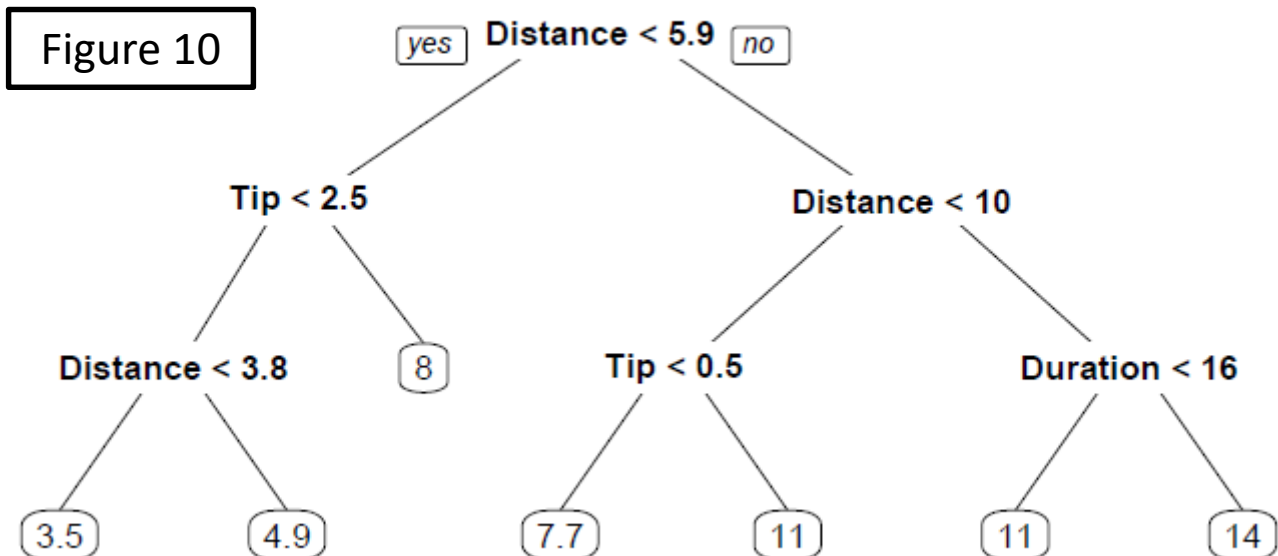 Figure 10
yes Distance < 5.9 no
Tip < 2.5 Distance < 10
Distance < 3.8 8 Tip < 0.5 Duration < 16
3.5 4.9 7.7 11 11 14